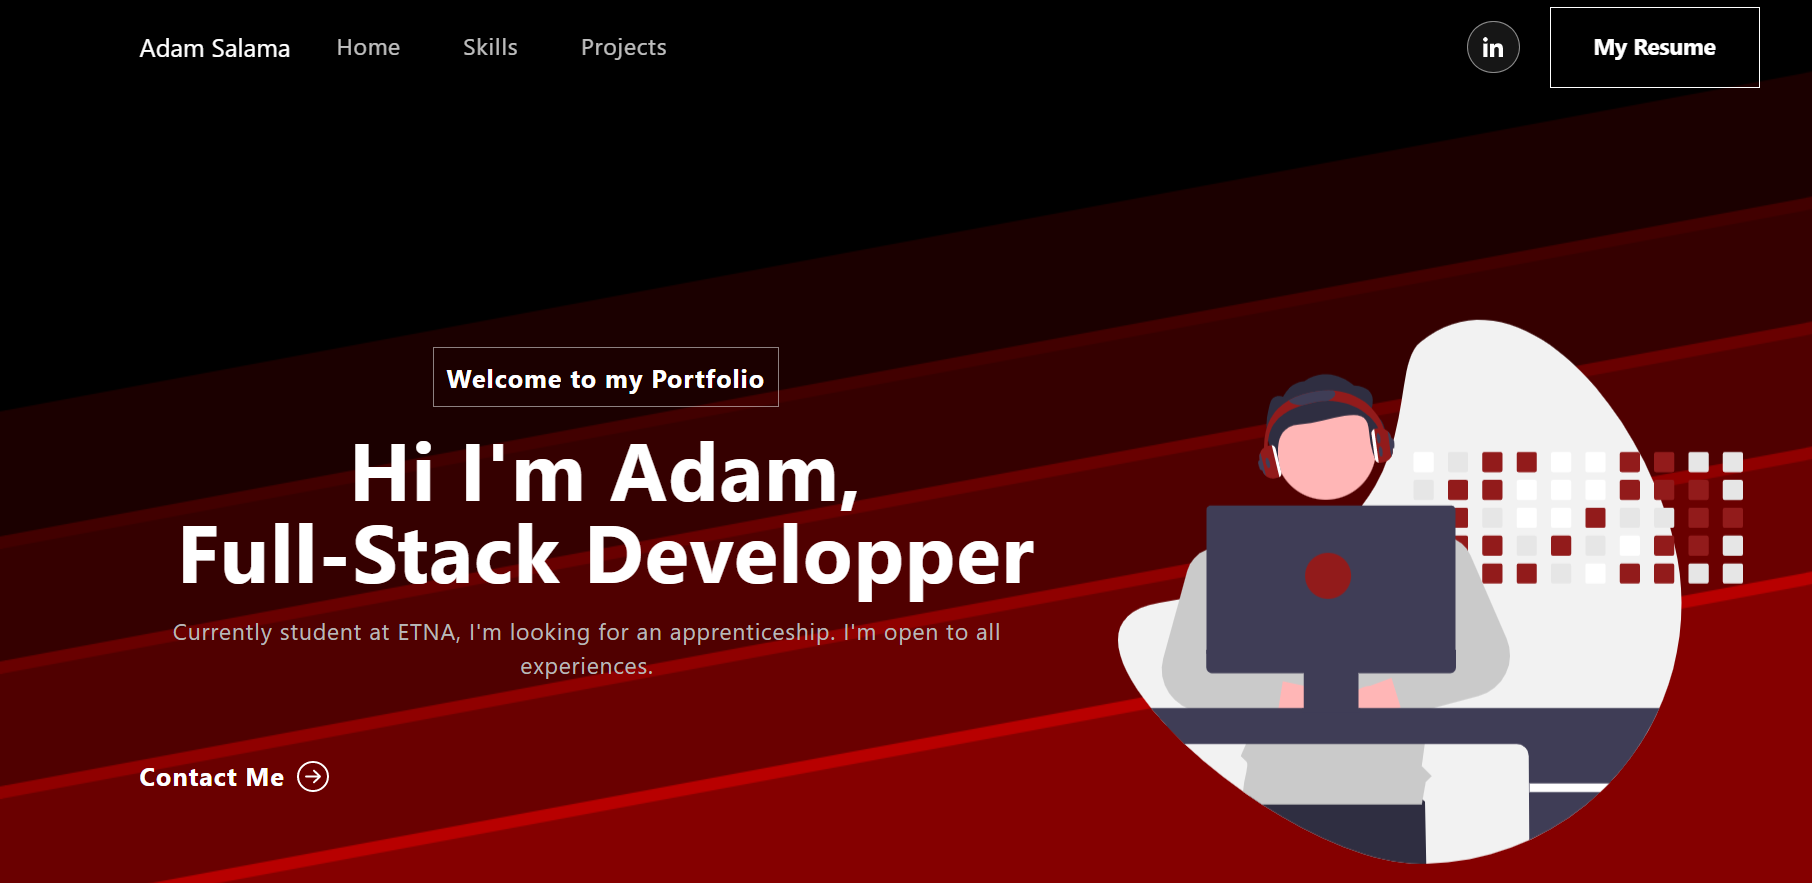 Adam Salama Home Skills Projects in My Resume
Welcome to my Portfolio
Hi I'm Adam,
Full-Stack Developper
Currently student at ETNA, I'm looking for an apprenticeship. I'm open to all
experiences.
Contact Me